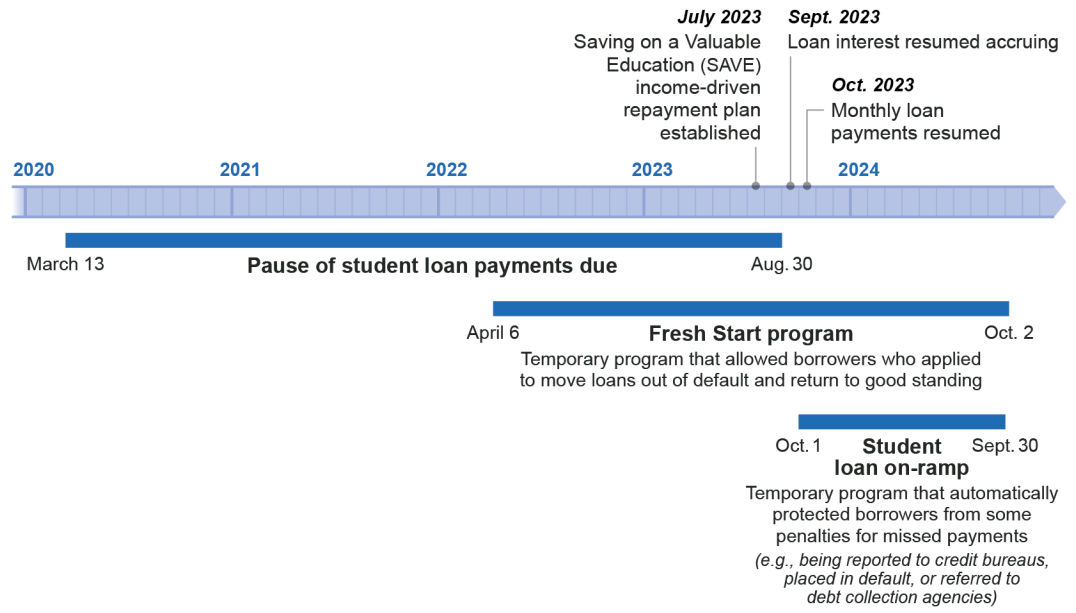 July 2023
Saving on a Valuable
Education (SAVE)
income-driven
repayment plan
established
Sept. 2023
Loan interest resumed accruing
Oct. 2023
Monthly loan
payments resumed
2020
2021
2022
2023
2024
March 13
Pause of student loan payments due
Aug. 30
April 6
Fresh Start program
Oct. 2
Temporary program that allowed borrowers who applied
to move loans out of default and return to good standing
Oct. 1
Student
loan on-ramp
Sept. 30
Temporary program that automatically
protected borrowers from some
penalties for missed payments
(e.g., being reported to credit bureaus,
placed in default, or referred to
debt collection agencies)